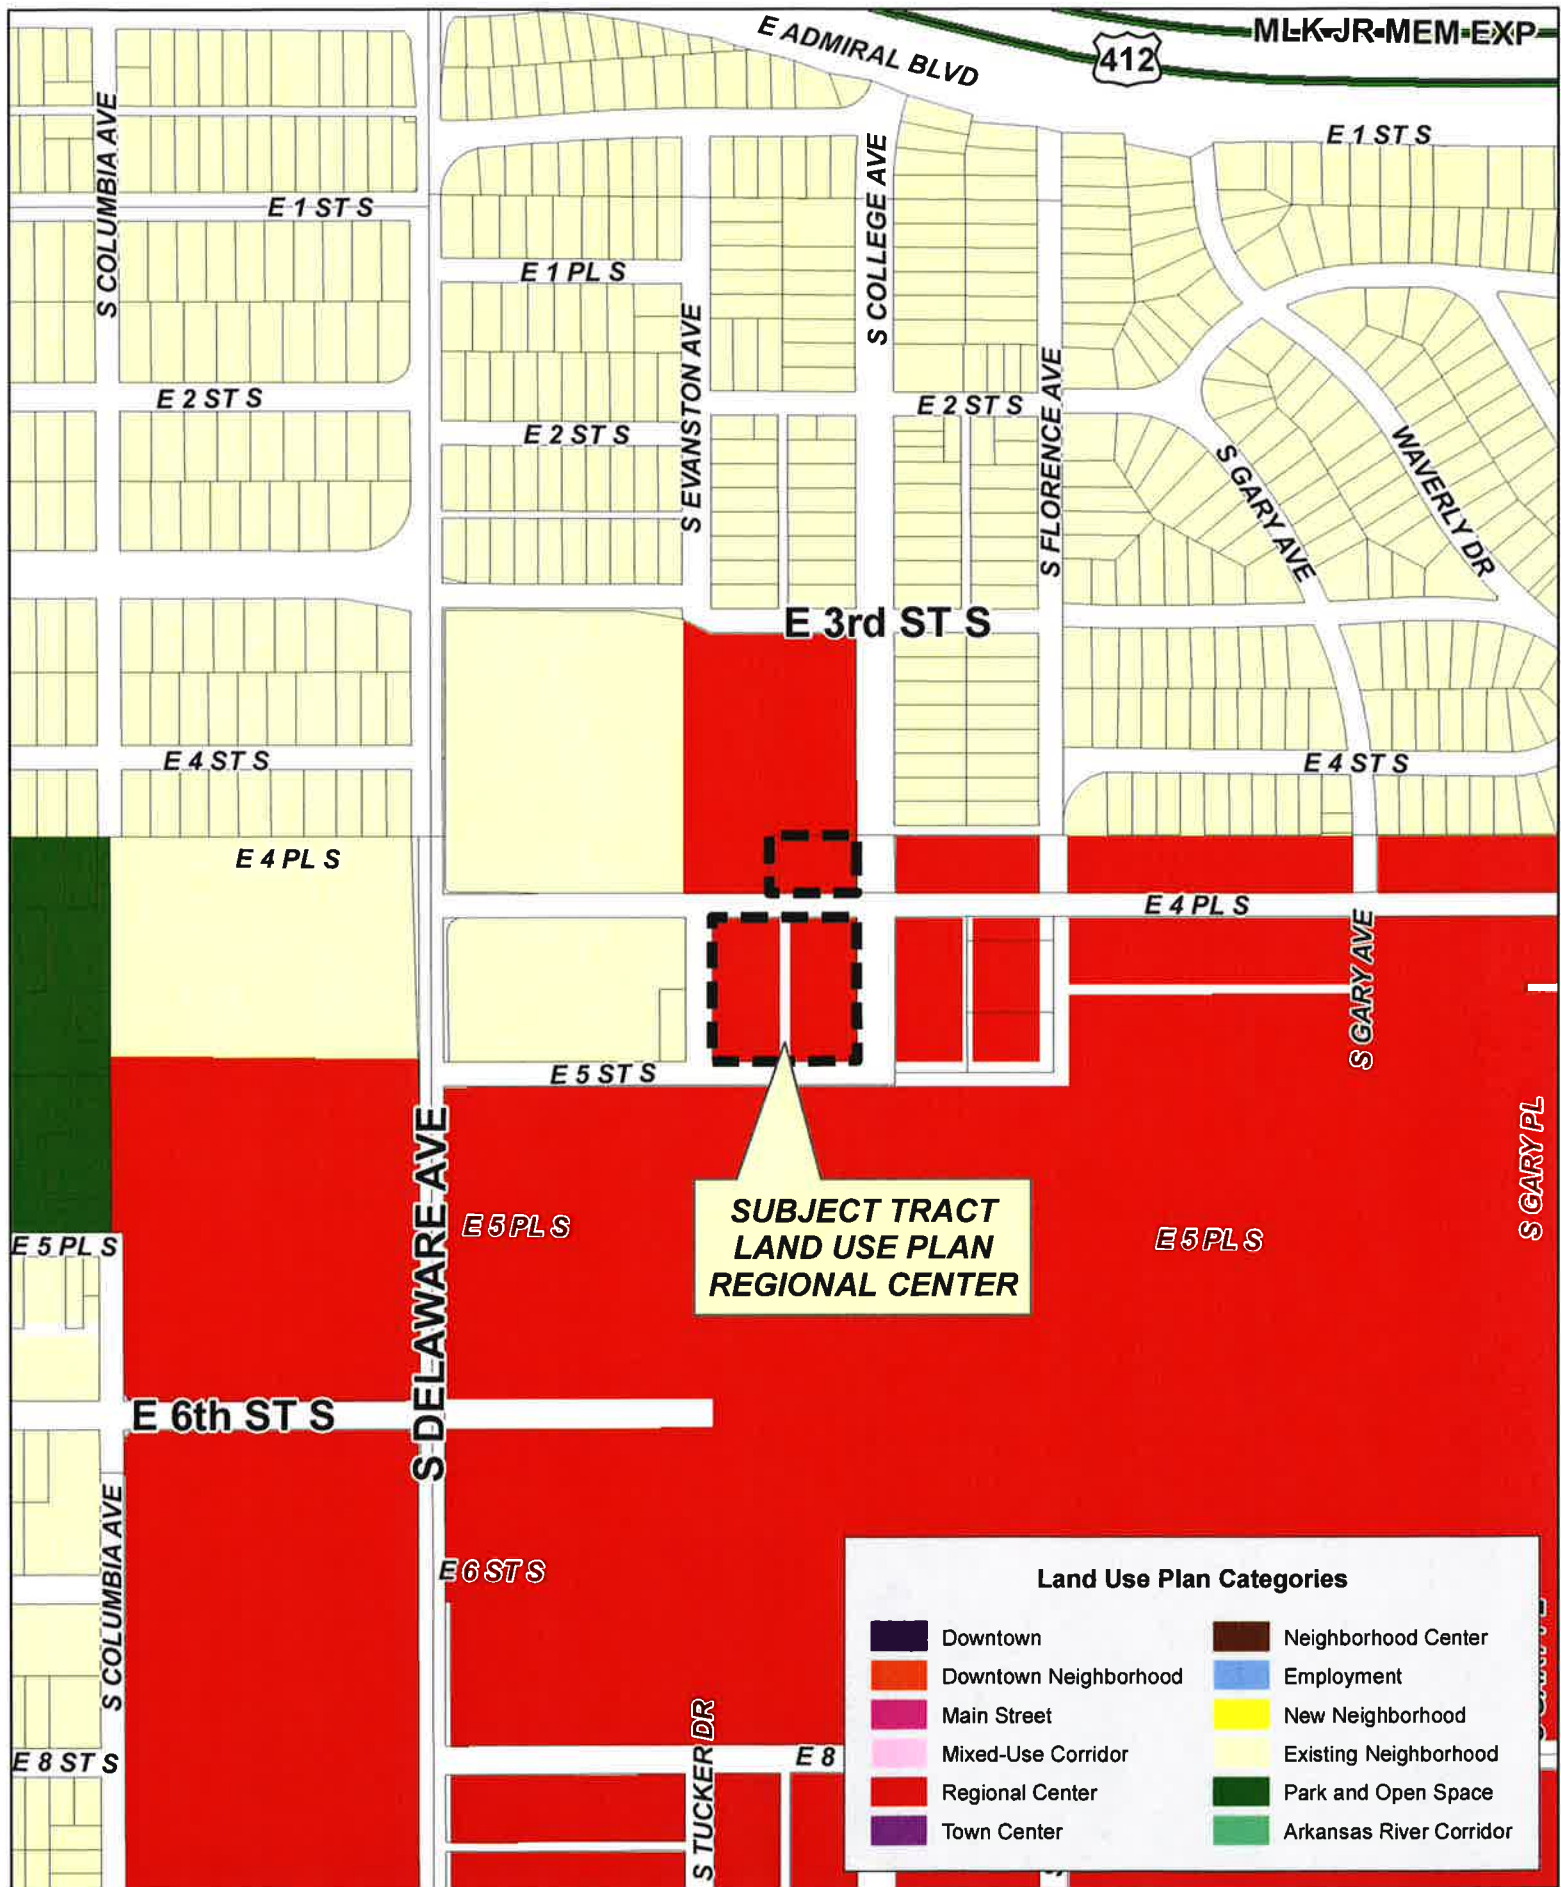 MLK-JR-MEM-EXP
E ADMIRAL BLVD
412
E 1 ST S
S COLUMBIA AVE
S COLLEGE AVE
E 1 ST S
E 1 PL S
S EVANSTON AVE
S FLORENCE AVE
E 2 ST S
E 2 ST S
E 2 ST S
S GARY AVE
WAVERLY DR
E 3rd ST S
E 4 ST S
E 4 ST S
E 4 PL S
E 4 PL S
S GARY AVE
E 5 ST S
S DELAWARE AVE
S GARY PL
SUBJECT TRACT
LAND USE PLAN
REGIONAL CENTER
E 5 PL S
E 5 PL S
E 5 PL S
E 6th ST S
S COLUMBIA AVE
E 6 ST S
E 8 ST S
S TUCKER DR
E 8
Land Use Plan Categories
Downtown
Downtown Neighborhood
Main Street
Mixed-Use Corridor
Regional Center
Town Center
Neighborhood Center
Employment
New Neighborhood
Existing Neighborhood
Park and Open Space
Arkansas River Corridor